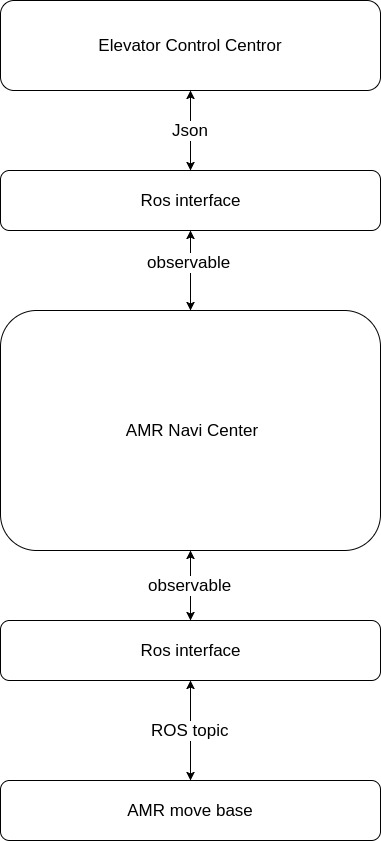 Elevator Control Centror
Json
Ros interface
observable
AMR Navi Center
observable
Ros interface
ROS topic
AMR move base